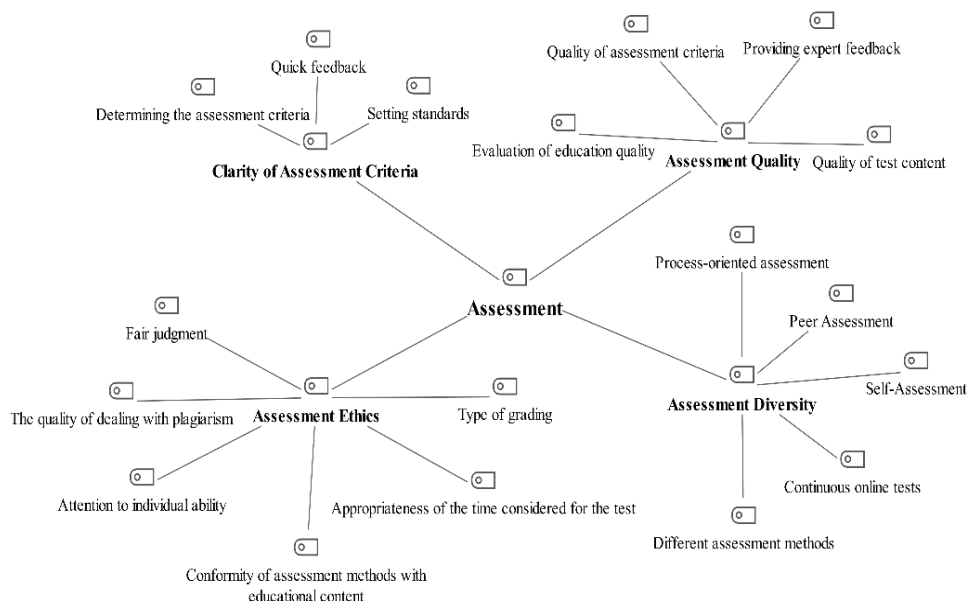 Quick feedback
Determining the assessment criteria
Setting standards
Clarity of Assessment Criteria
Quality of assessment criteria
Providing expert feedback
Evaluation of education quality
Assessment Quality
Quality of test content
Assessment
Process-oriented assessment
Peer Assessment
Self-Assessment
Assessment Diversity
Continuous online tests
Different assessment methods
Fair judgment
The quality of dealing with plagiarism
Assessment Ethics
Type of grading
Attention to individual ability
Appropriateness of the time considered for the test
Conformity of assessment methods with
educational content